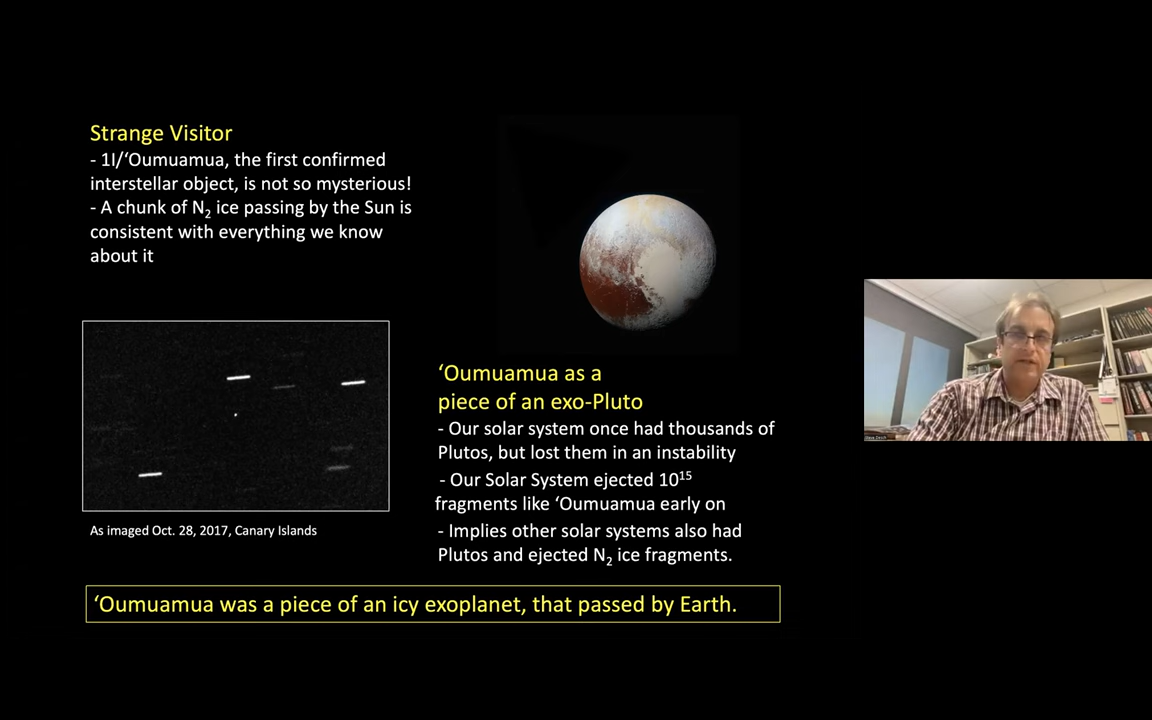 Strange Visitor
- 1I/‘Oumuamua, the first confirmed
interstellar object, is not so mysterious!
- A chunk of N₂ ice passing by the Sun is
consistent with everything we know
about it
As imaged Oct. 28, 2017, Canary Islands
‘Oumuamua as a
piece of an exo-Pluto
- Our solar system once had thousands of
Plutos, but lost them in an instability
- Our Solar System ejected 10¹⁵
fragments like ‘Oumuamua early on
- Implies other solar systems also had
Plutos and ejected N₂ ice fragments.
‘Oumuamua was a piece of an icy exoplanet, that passed by Earth.